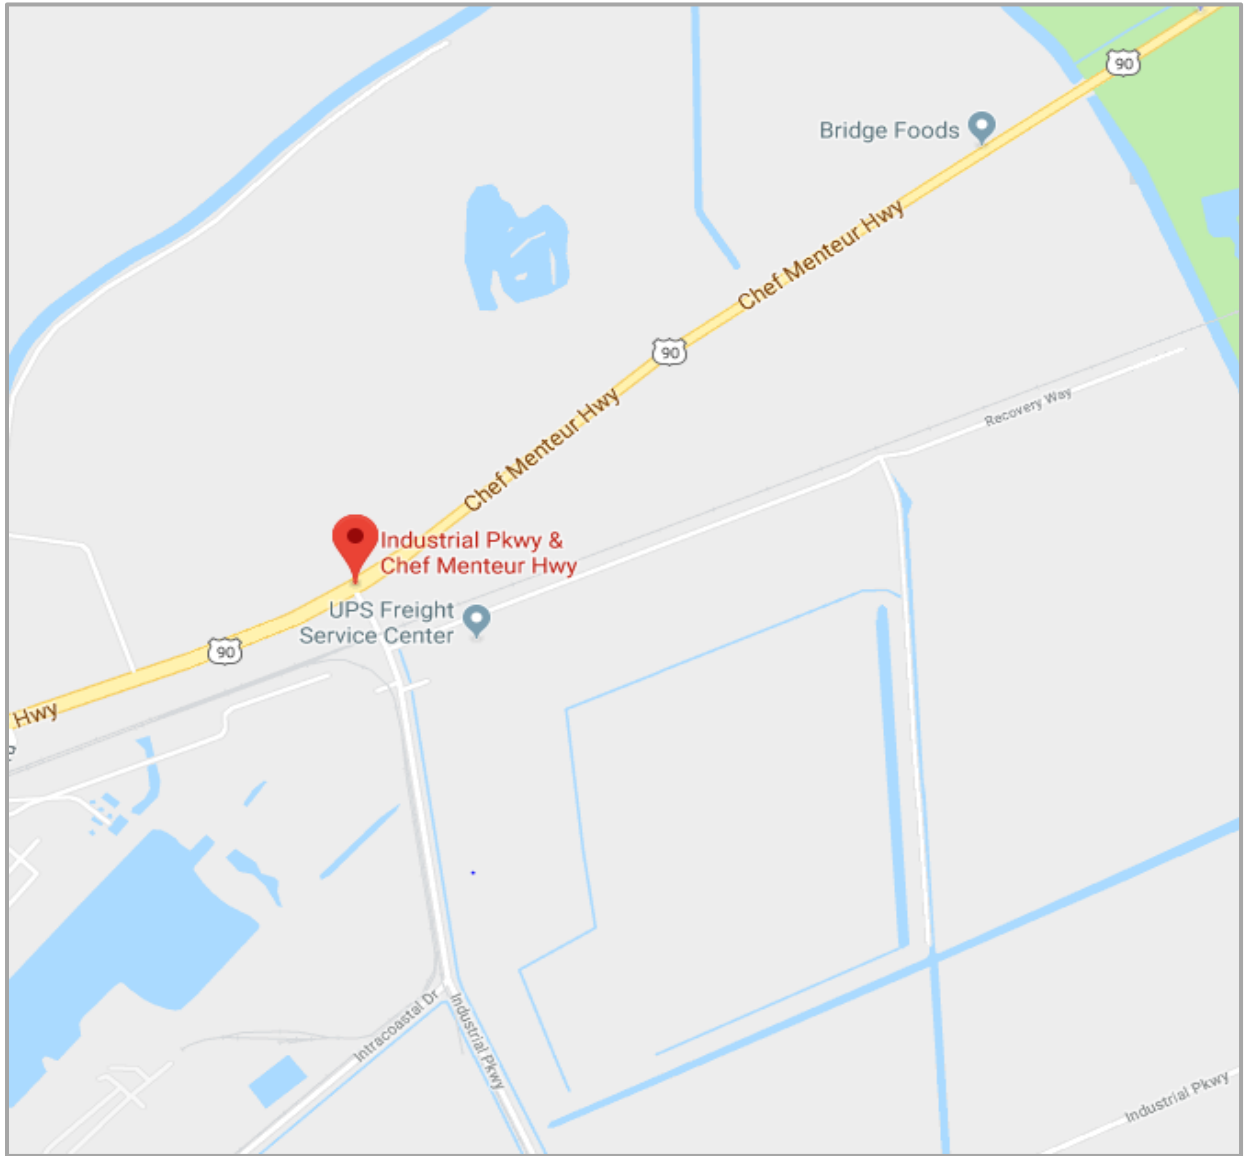 90
Bridge Foods
Chef Menteur Hwy
90
Recovery Way
Chef Menteur Hwy
Industrial Pkwy &
Chef Menteur Hwy
UPS Freight
Service Center
90
Hwy
Intracoastal Dr
Industrial Pkwy
Industrial Pkwy